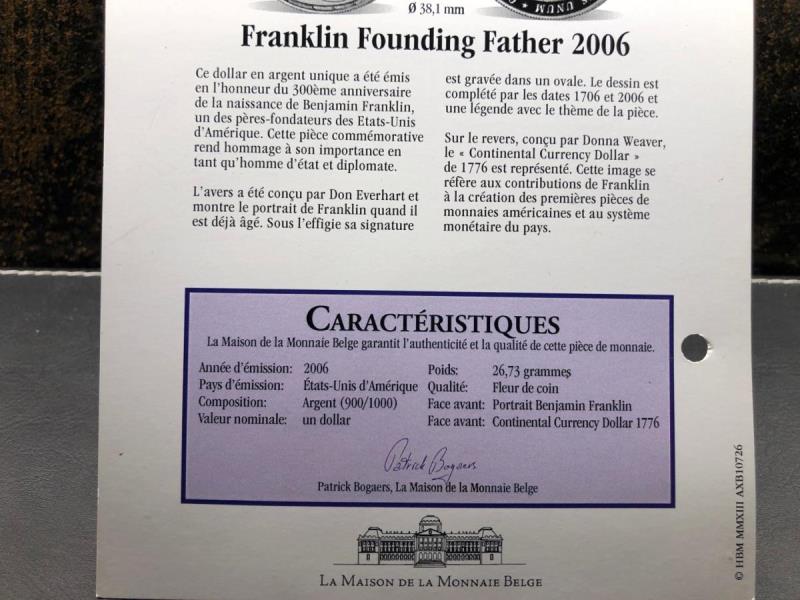 Ø 38,1 mm
UNUM
Franklin Founding Father 2006
Ce dollar en argent unique a été émis
en l'honneur du 300ème anniversaire
de la naissance de Benjamin Franklin,
un des pères-fondateurs des Etats-Unis
d'Amérique. Cette pièce commémorative
rend hommage à son importance en
tant qu'homme d'état et diplomate.
L'avers a été conçu par Don Everhart et
montre le portrait de Franklin quand il
est déjà âgé. Sous l'effigie sa signature
est gravée dans un ovale. Le dessin est
complété par les dates 1706 et 2006 et
une légende avec le thème de la pièce.
Sur le revers, conçu par Donna Weaver,
le « Continental Currency Dollar »
de 1776 est représenté. Cette image se
réfère aux contributions de Franklin
à la création des premières pièces de
monnaies américaines et au système
monétaire du pays.
CARACTÉRISTIQUES
La Maison de la Monnaie Belge garantit l'authenticité et la qualité de cette pièce de monnaie.
Année d'émission: 2006
Pays d'émission: États-Unis d'Amérique
Composition: Argent (900/1000)
Valeur nominale: un dollar
Poids: 26,73 grammes
Qualité: Fleur de coin
Face avant: Portrait Benjamin Franklin
Face avant: Continental Currency Dollar 1776
Patrick Bogaers
Patrick Bogaers, La Maison de la Monnaie Belge
LA MAISON DE LA MONNAIE BELGE
© HBM MMXIII AXB10726